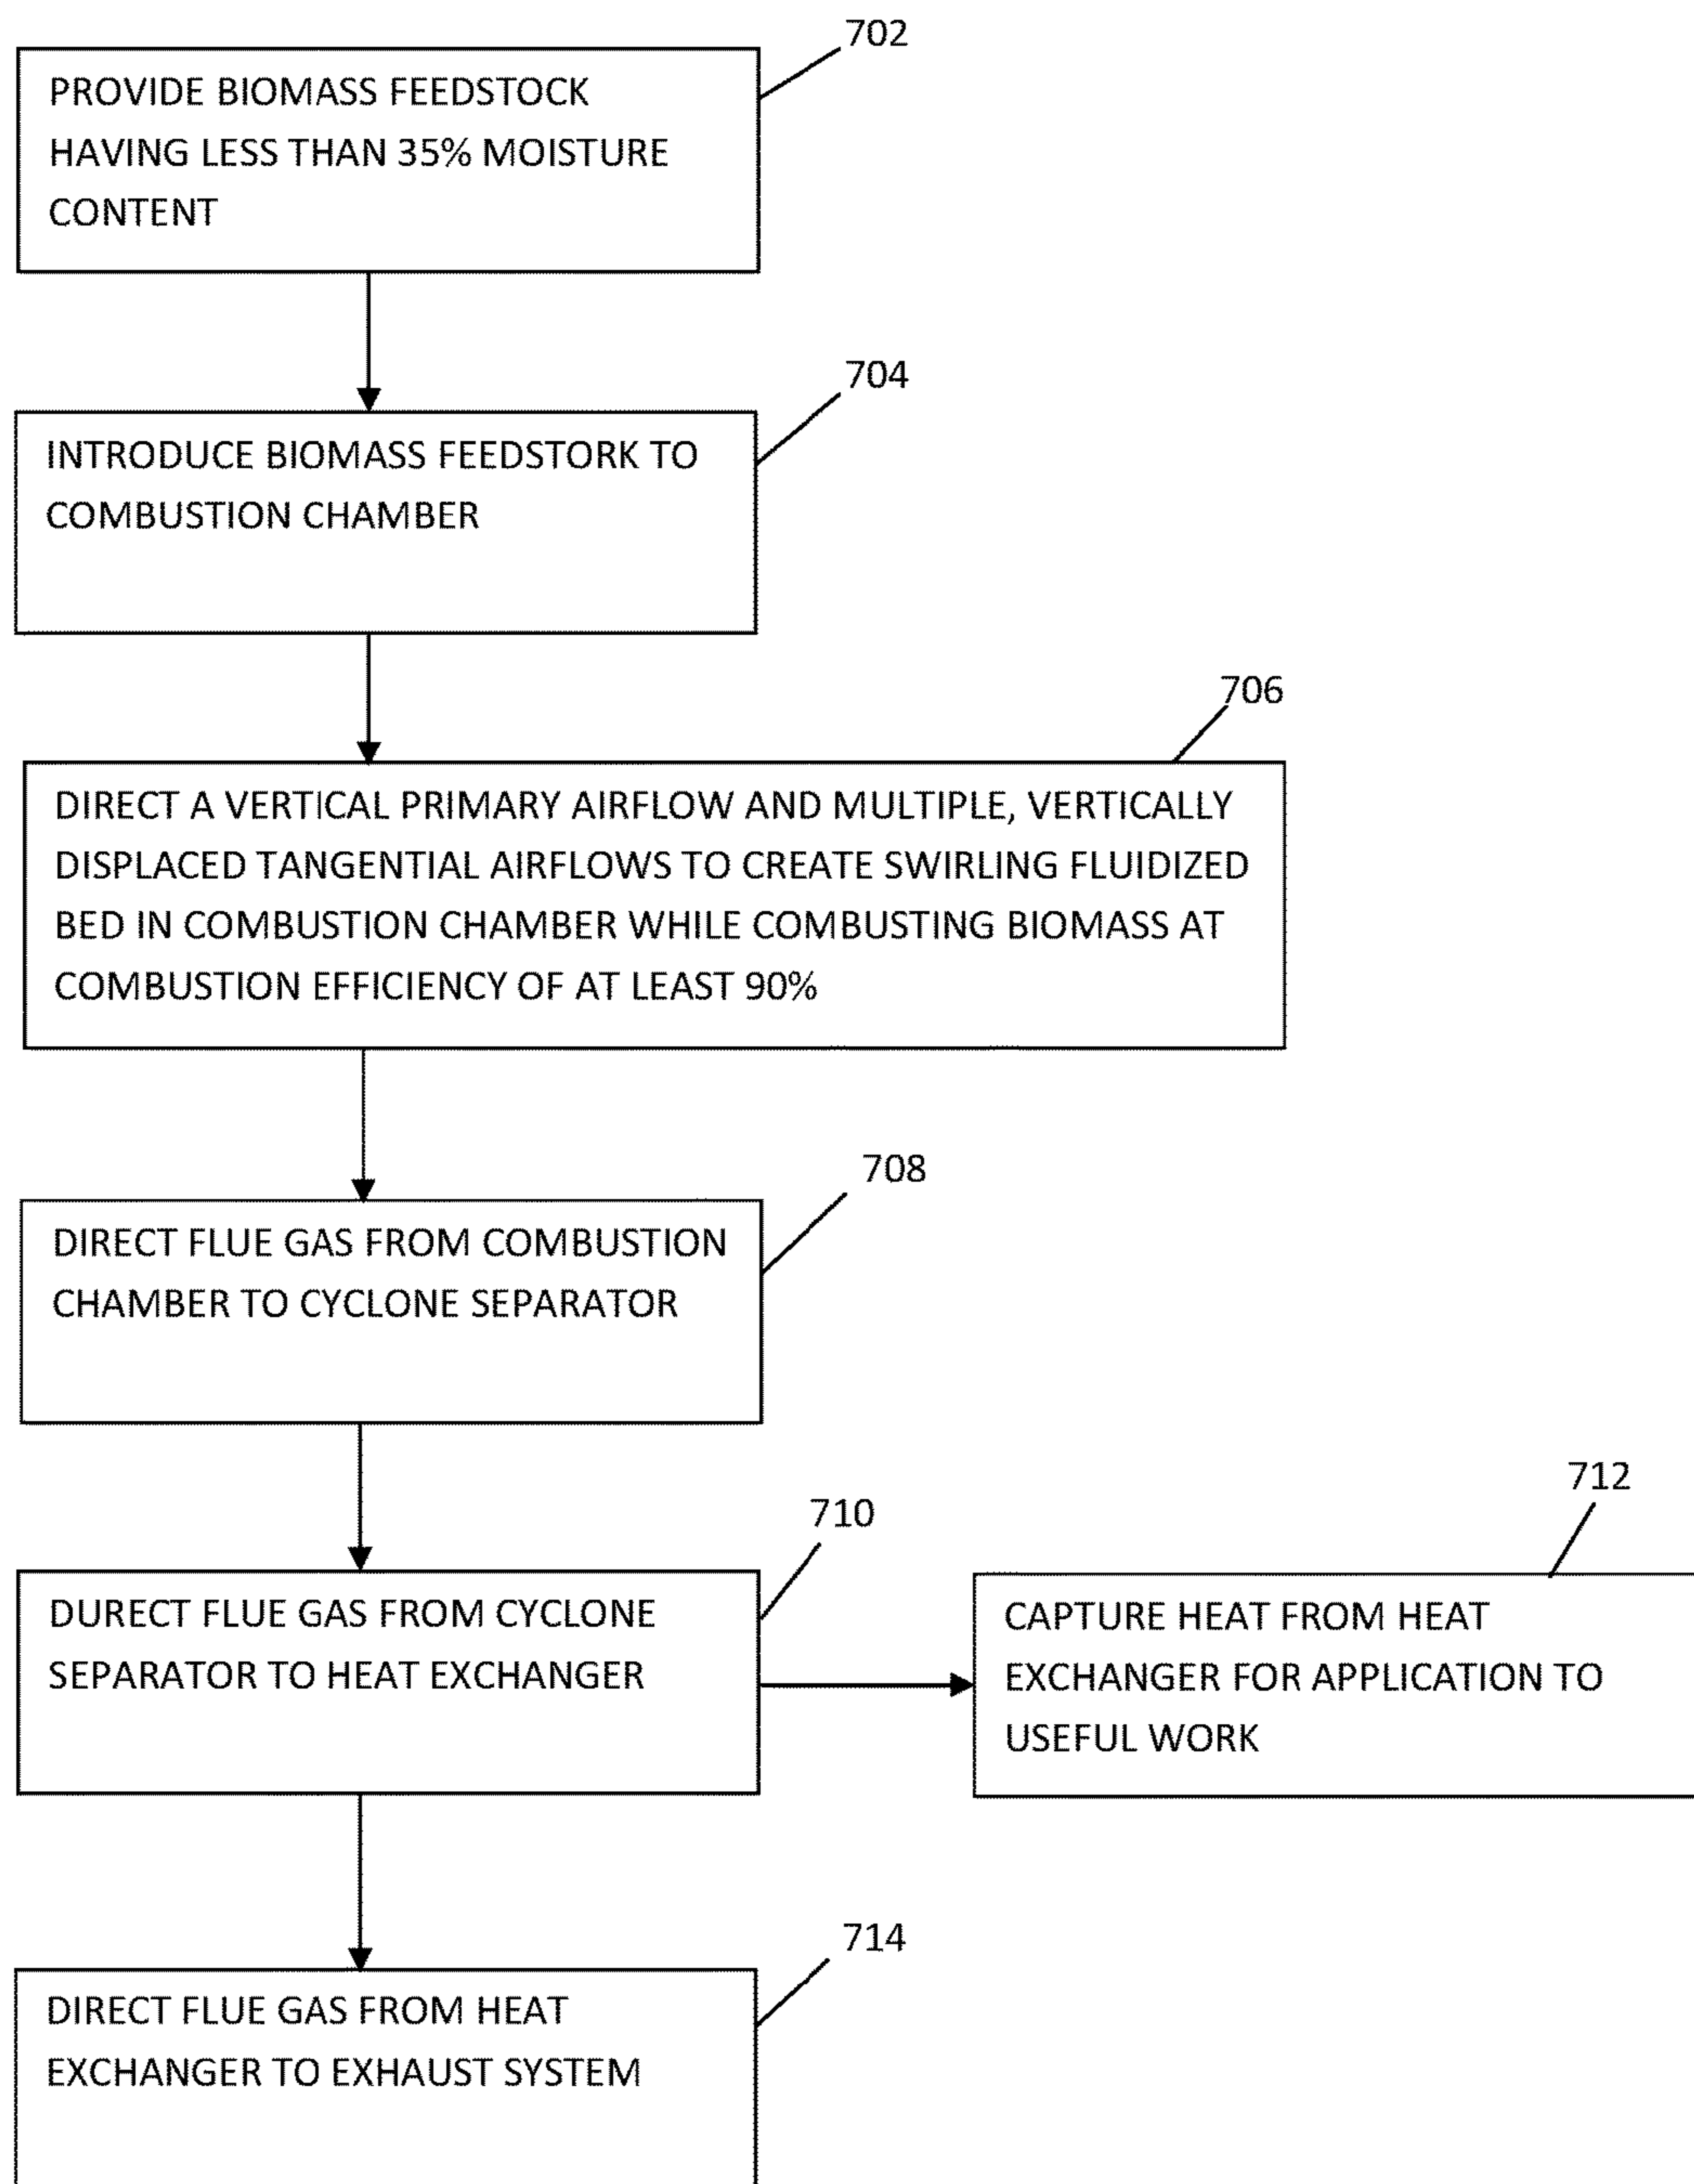 702
PROVIDE BIOMASS FEEDSTOCK
HAVING LESS THAN 35% MOISTURE
CONTENT
704
INTRODUCE BIOMASS FEEDSTORK TO
COMBUSTION CHAMBER
706
DIRECT A VERTICAL PRIMARY AIRFLOW AND MULTIPLE, VERTICALLY
DISPLACED TANGENTIAL AIRFLOWS TO CREATE SWIRLING FLUIDIZED
BED IN COMBUSTION CHAMBER WHILE COMBUSTING BIOMASS AT
COMBUSTION EFFICIENCY OF AT LEAST 90%
708
DIRECT FLUE GAS FROM COMBUSTION
CHAMBER TO CYCLONE SEPARATOR
710
DURECT FLUE GAS FROM CYCLONE
SEPARATOR TO HEAT EXCHANGER
712
CAPTURE HEAT FROM HEAT
EXCHANGER FOR APPLICATION TO
USEFUL WORK
714
DIRECT FLUE GAS FROM HEAT
EXCHANGER TO EXHAUST SYSTEM